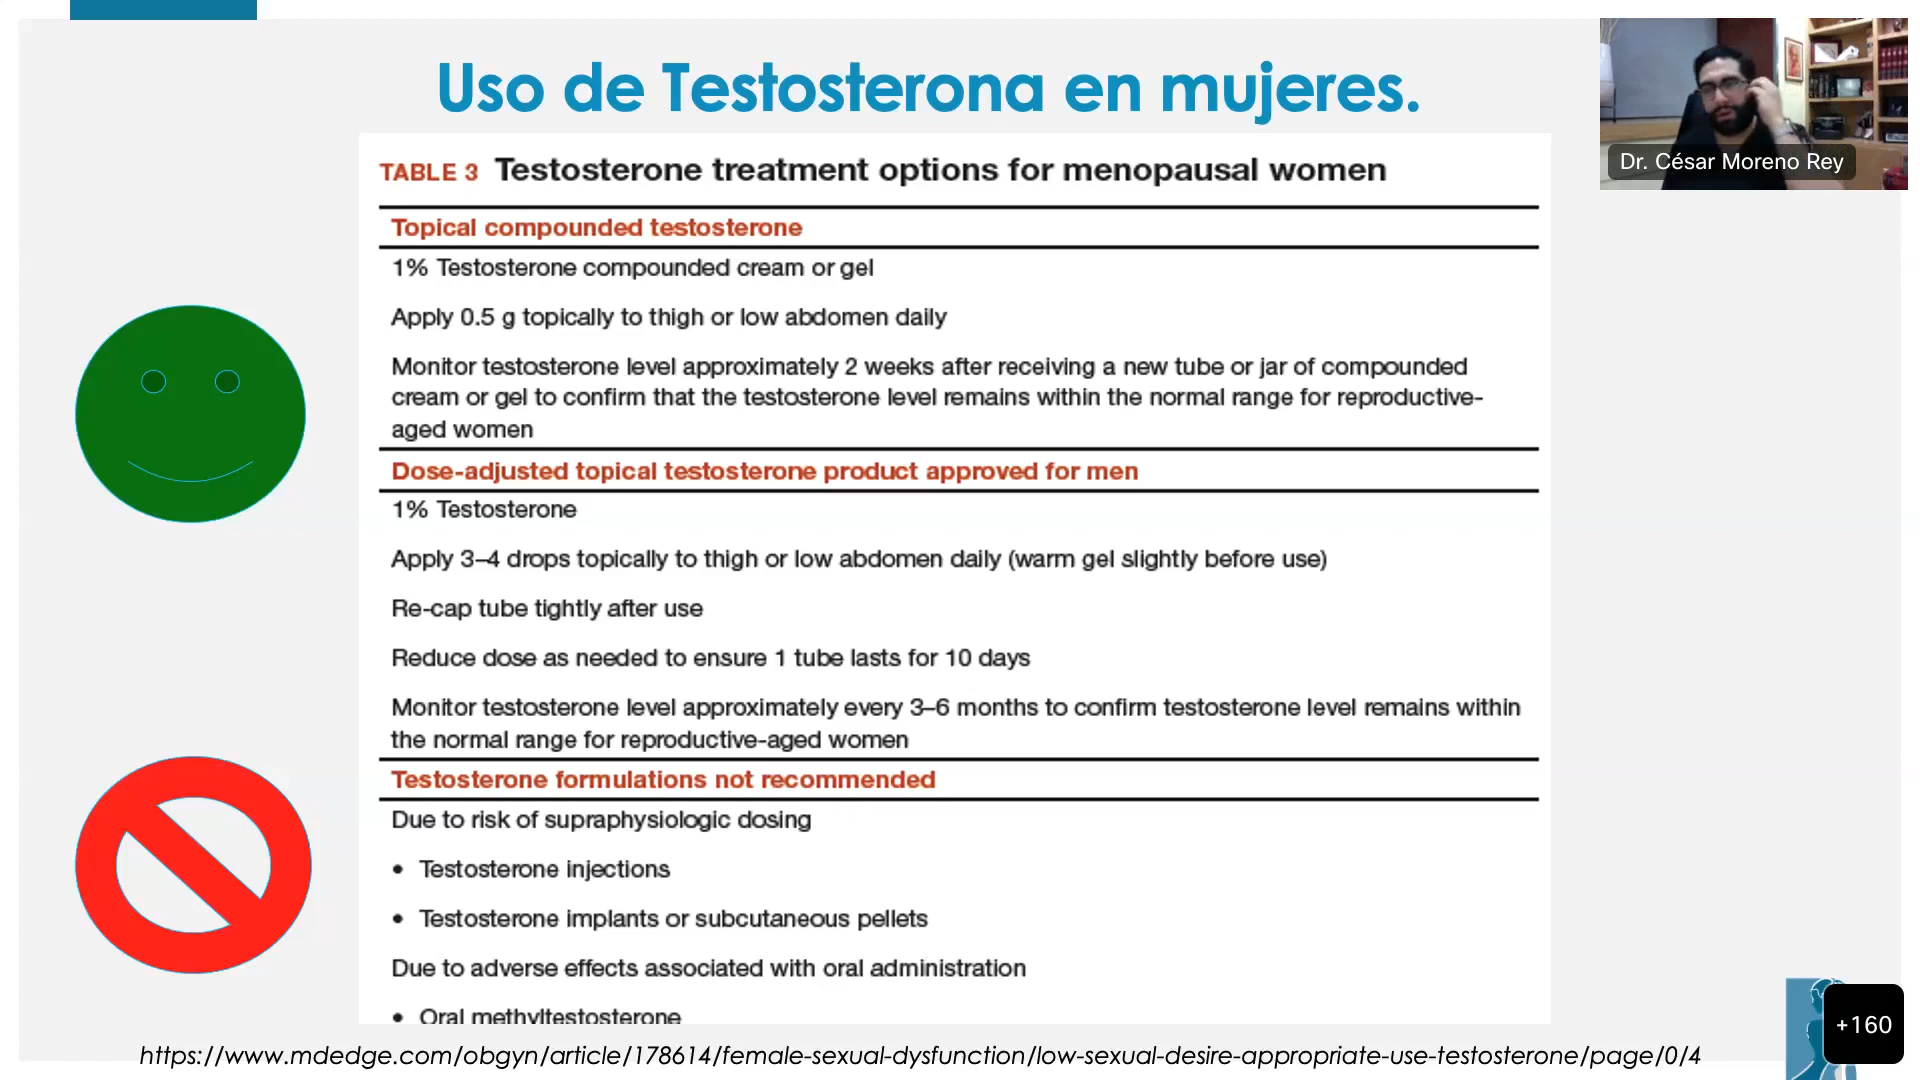 Uso de Testosterona en mujeres.
Dr. César Moreno Rey
TABLE 3 Testosterone treatment options for menopausal women
Topical compounded testosterone
1% Testosterone compounded cream or gel
Apply 0.5 g topically to thigh or low abdomen daily
Monitor testosterone level approximately 2 weeks after receiving a new tube or jar of compounded
cream or gel to confirm that the testosterone level remains within the normal range for reproductive-
aged women
Dose-adjusted topical testosterone product approved for men
1% Testosterone
Apply 3–4 drops topically to thigh or low abdomen daily (warm gel slightly before use)
Re-cap tube tightly after use
Reduce dose as needed to ensure 1 tube lasts for 10 days
Monitor testosterone level approximately every 3–6 months to confirm testosterone level remains within
the normal range for reproductive-aged women
Testosterone formulations not recommended
Due to risk of supraphysiologic dosing
• Testosterone injections
• Testosterone implants or subcutaneous pellets
Due to adverse effects associated with oral administration
• Oral methyltestosterone
+160
https://www.mdedge.com/obgyn/article/178614/female-sexual-dysfunction/low-sexual-desire-appropriate-use-testosterone/page/0/4